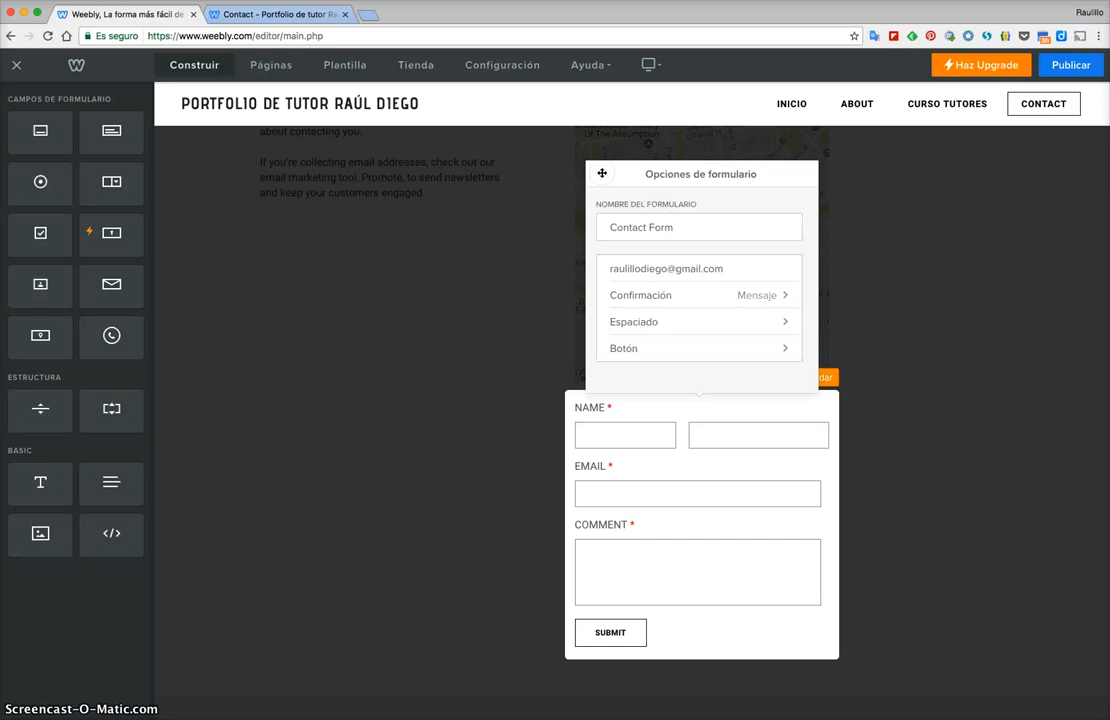 Weebly, La forma más fácil de
Contact - Portfolio de tutor Ra
Raulillo
Es seguro
https://www.weebly.com/editor/main.php
Construir
Páginas
Plantilla
Tienda
Configuración
Ayuda
Haz Upgrade
Publicar
CAMPOS DE FORMULARIO
ESTRUCTURA
BASIC
PORTFOLIO DE TUTOR RAÚL DIEGO
INICIO
ABOUT
CURSO TUTORES
CONTACT
about contacting you.
If you're collecting email addresses, check out our
email marketing tool, Promote, to send newsletters
and keep your customers engaged.
Of The Assumption
Opciones de formulario
NOMBRE DEL FORMULARIO
Contact Form
raulillodiego@gmail.com
Confirmación Mensaje
Espaciado
Botón
dar
NAME *
EMAIL *
COMMENT *
SUBMIT
Screencast-O-Matic.com